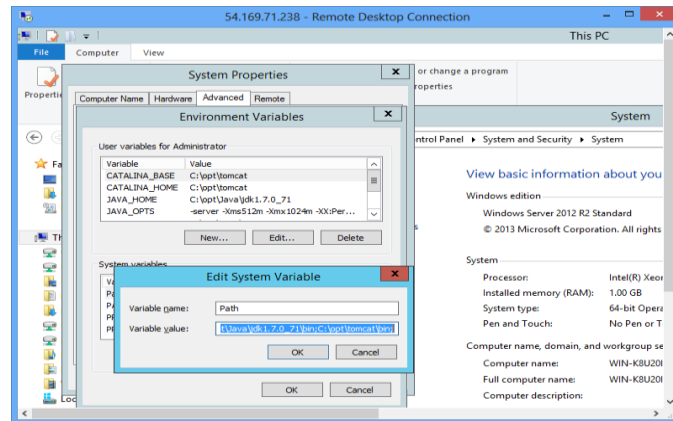 54.169.71.238 - Remote Desktop Connection
This PC
File Computer View
System Properties
or change a program
Computer Name Hardware Advanced Remote
Environment Variables
System
ntrol Panel ▸ System and Security ▸ System
User variables for Administrator
Variable Value
CATALINA_BASE C:\opt\tomcat
CATALINA_HOME C:\opt\tomcat
JAVA_HOME C:\opt\Java\jdk1.7.0_71
JAVA_OPTS -server -Xms512m -Xmx1024m -XX:Per...
New... Edit... Delete
View basic information about you
Windows edition
Windows Server 2012 R2 Standard
© 2013 Microsoft Corporation. All rights
System variables
Edit System Variable
Variable name: Path
Variable value: t\Java\jdk1.7.0_71\bin;C:\opt\tomcat\bin;
OK Cancel
OK Cancel
System
Processor: Intel(R) Xeor
Installed memory (RAM): 1.00 GB
System type: 64-bit Opera
Pen and Touch: No Pen or T
Computer name, domain, and workgroup se
Computer name: WIN-K8U20I
Full computer name: WIN-K8U20I
Computer description: